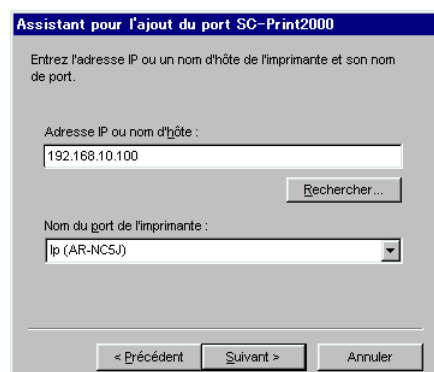 Assistant pour l'ajout du port SC-Print2000
Entrez l'adresse IP ou un nom d'hôte de l'imprimante et son nom
de port.
Adresse IP ou nom d'hôte :
192.168.10.100
Rechercher...
Nom du port de l'imprimante :
lp (AR-NC5J)
< Précédent
Suivant >
Annuler